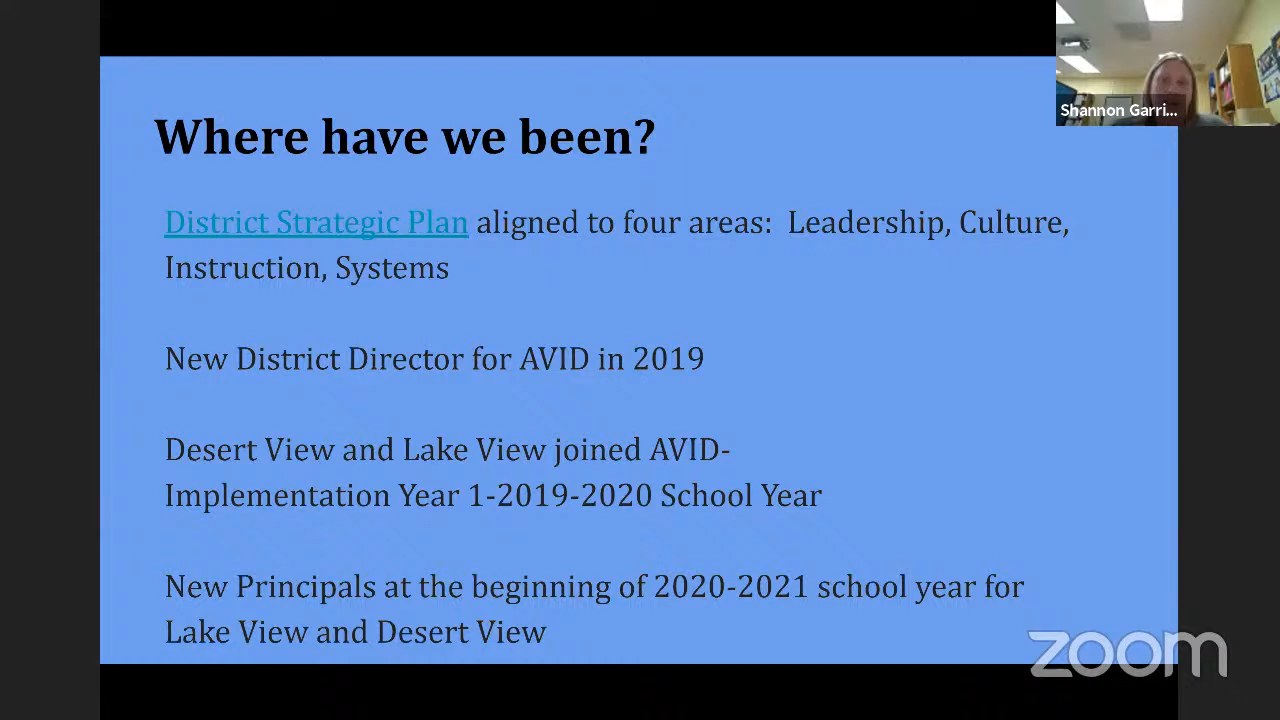 Shannon Garri...
Where have we been?
District Strategic Plan aligned to four areas:  Leadership, Culture,
Instruction, Systems
New District Director for AVID in 2019
Desert View and Lake View joined AVID-
Implementation Year 1-2019-2020 School Year
New Principals at the beginning of 2020-2021 school year for
Lake View and Desert View
zoom